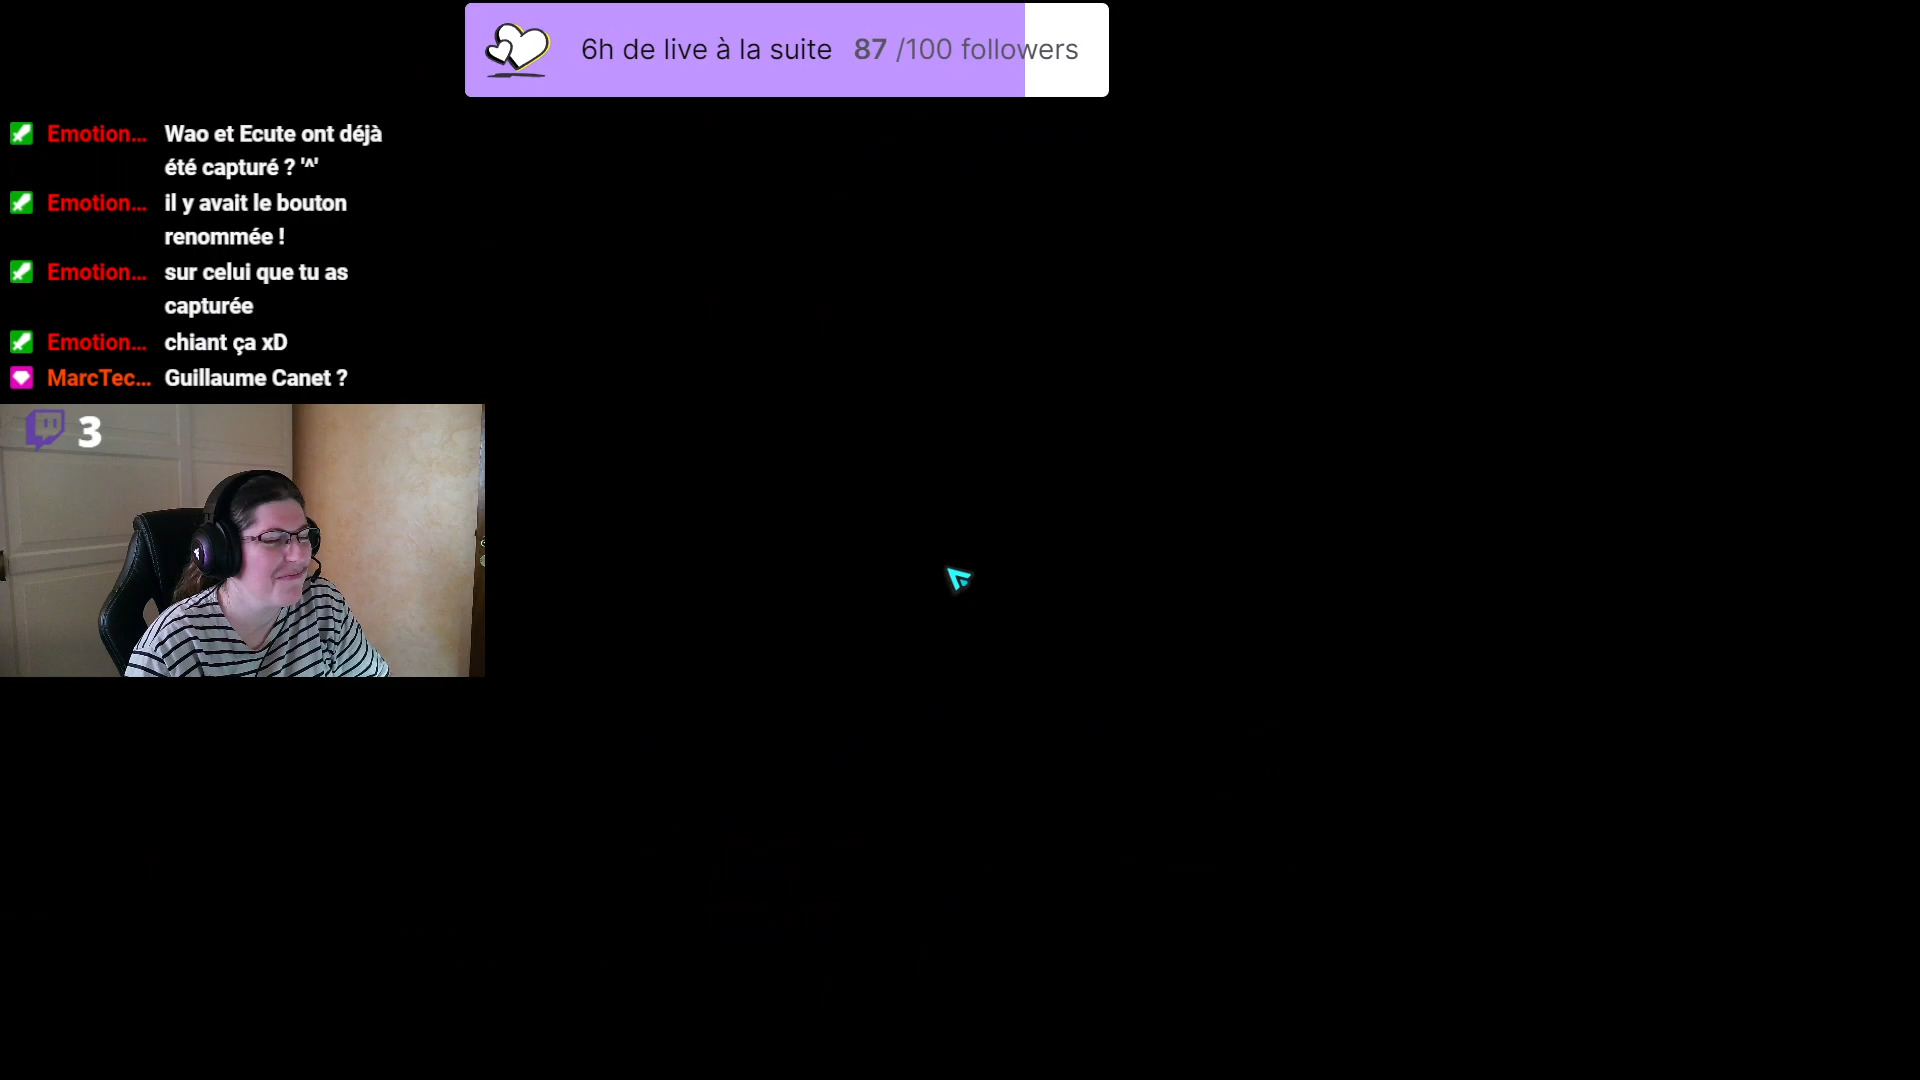 6h de live à la suite 87 /100 followers
Emotion... Wao et Ecute ont déjà
été capturé ? '^'
Emotion... il y avait le bouton
renommée !
Emotion... sur celui que tu as
capturée
Emotion... chiant ça xD
MarcTec... Guillaume Canet ?
3